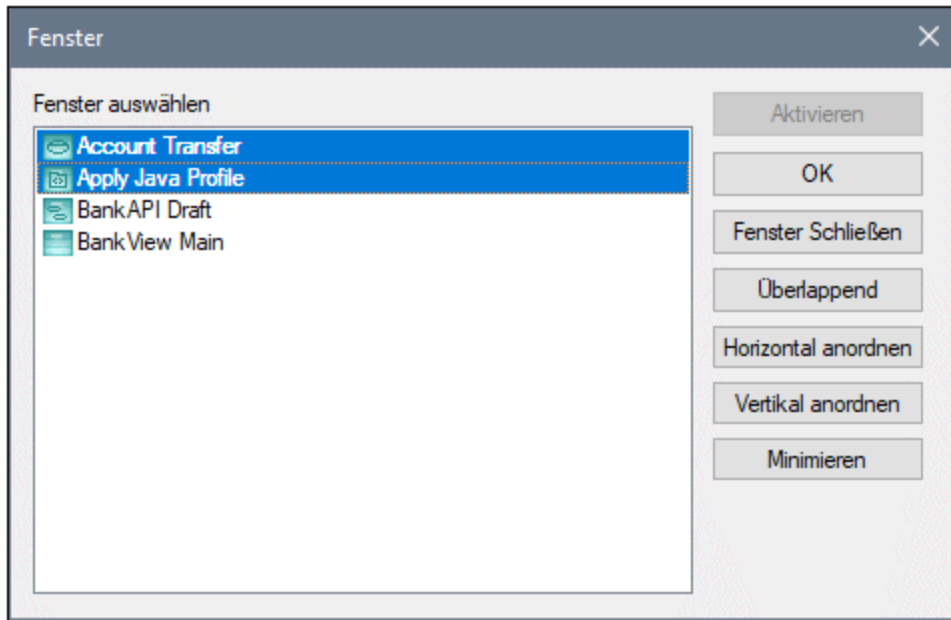 Fenster
Fenster auswählen
Account Transfer
Apply Java Profile
BankAPI Draft
BankView Main
Aktivieren
OK
Fenster Schließen
Überlappend
Horizontal anordnen
Vertikal anordnen
Minimieren